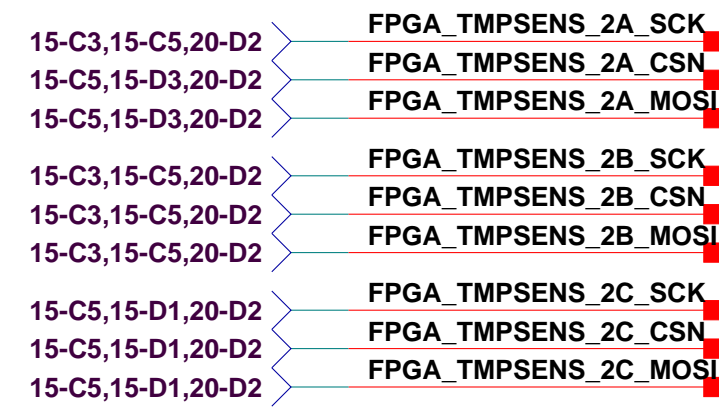 FPGA_TMPSENS_2A_SCK
15-C3,15-C5,20-D2
FPGA_TMPSENS_2A_CSN
15-C5,15-D3,20-D2
FPGA_TMPSENS_2A_MOSI
15-C5,15-D3,20-D2
FPGA_TMPSENS_2B_SCK
15-C3,15-C5,20-D2
FPGA_TMPSENS_2B_CSN
15-C3,15-C5,20-D2
FPGA_TMPSENS_2B_MOSI
15-C3,15-C5,20-D2
FPGA_TMPSENS_2C_SCK
15-C5,15-D1,20-D2
FPGA_TMPSENS_2C_CSN
15-C5,15-D1,20-D2
FPGA_TMPSENS_2C_MOSI
15-C5,15-D1,20-D2